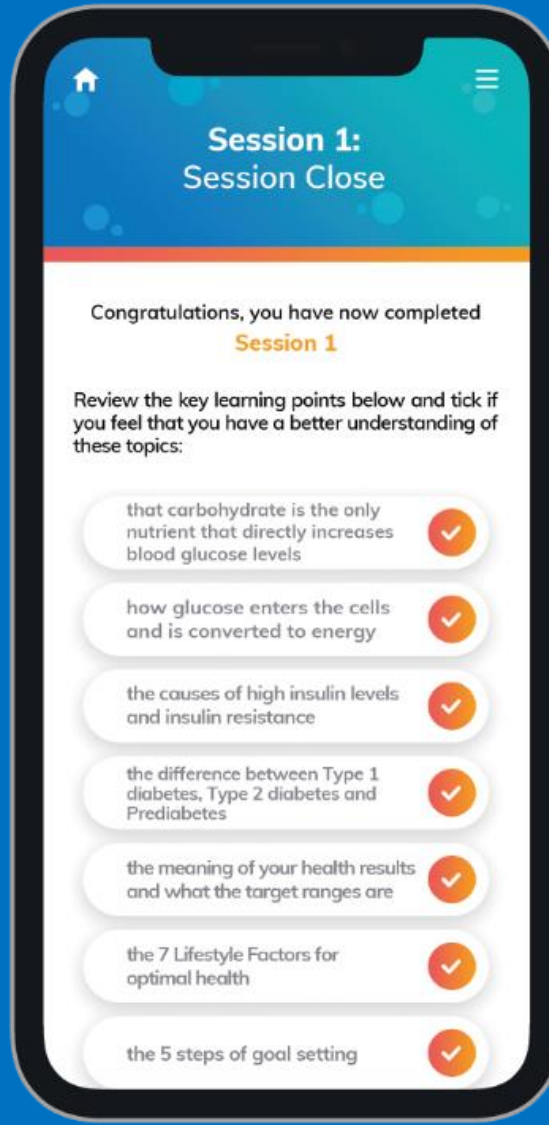 Session 1:
Session Close
Congratulations, you have now completed
Session 1
Review the key learning points below and tick if
you feel that you have a better understanding of
these topics:
that carbohydrate is the only
nutrient that directly increases
blood glucose levels
how glucose enters the cells
and is converted to energy
the causes of high insulin levels
and insulin resistance
the difference between Type 1
diabetes, Type 2 diabetes and
Prediabetes
the meaning of your health results
and what the target ranges are
the 7 Lifestyle Factors for
optimal health
the 5 steps of goal setting